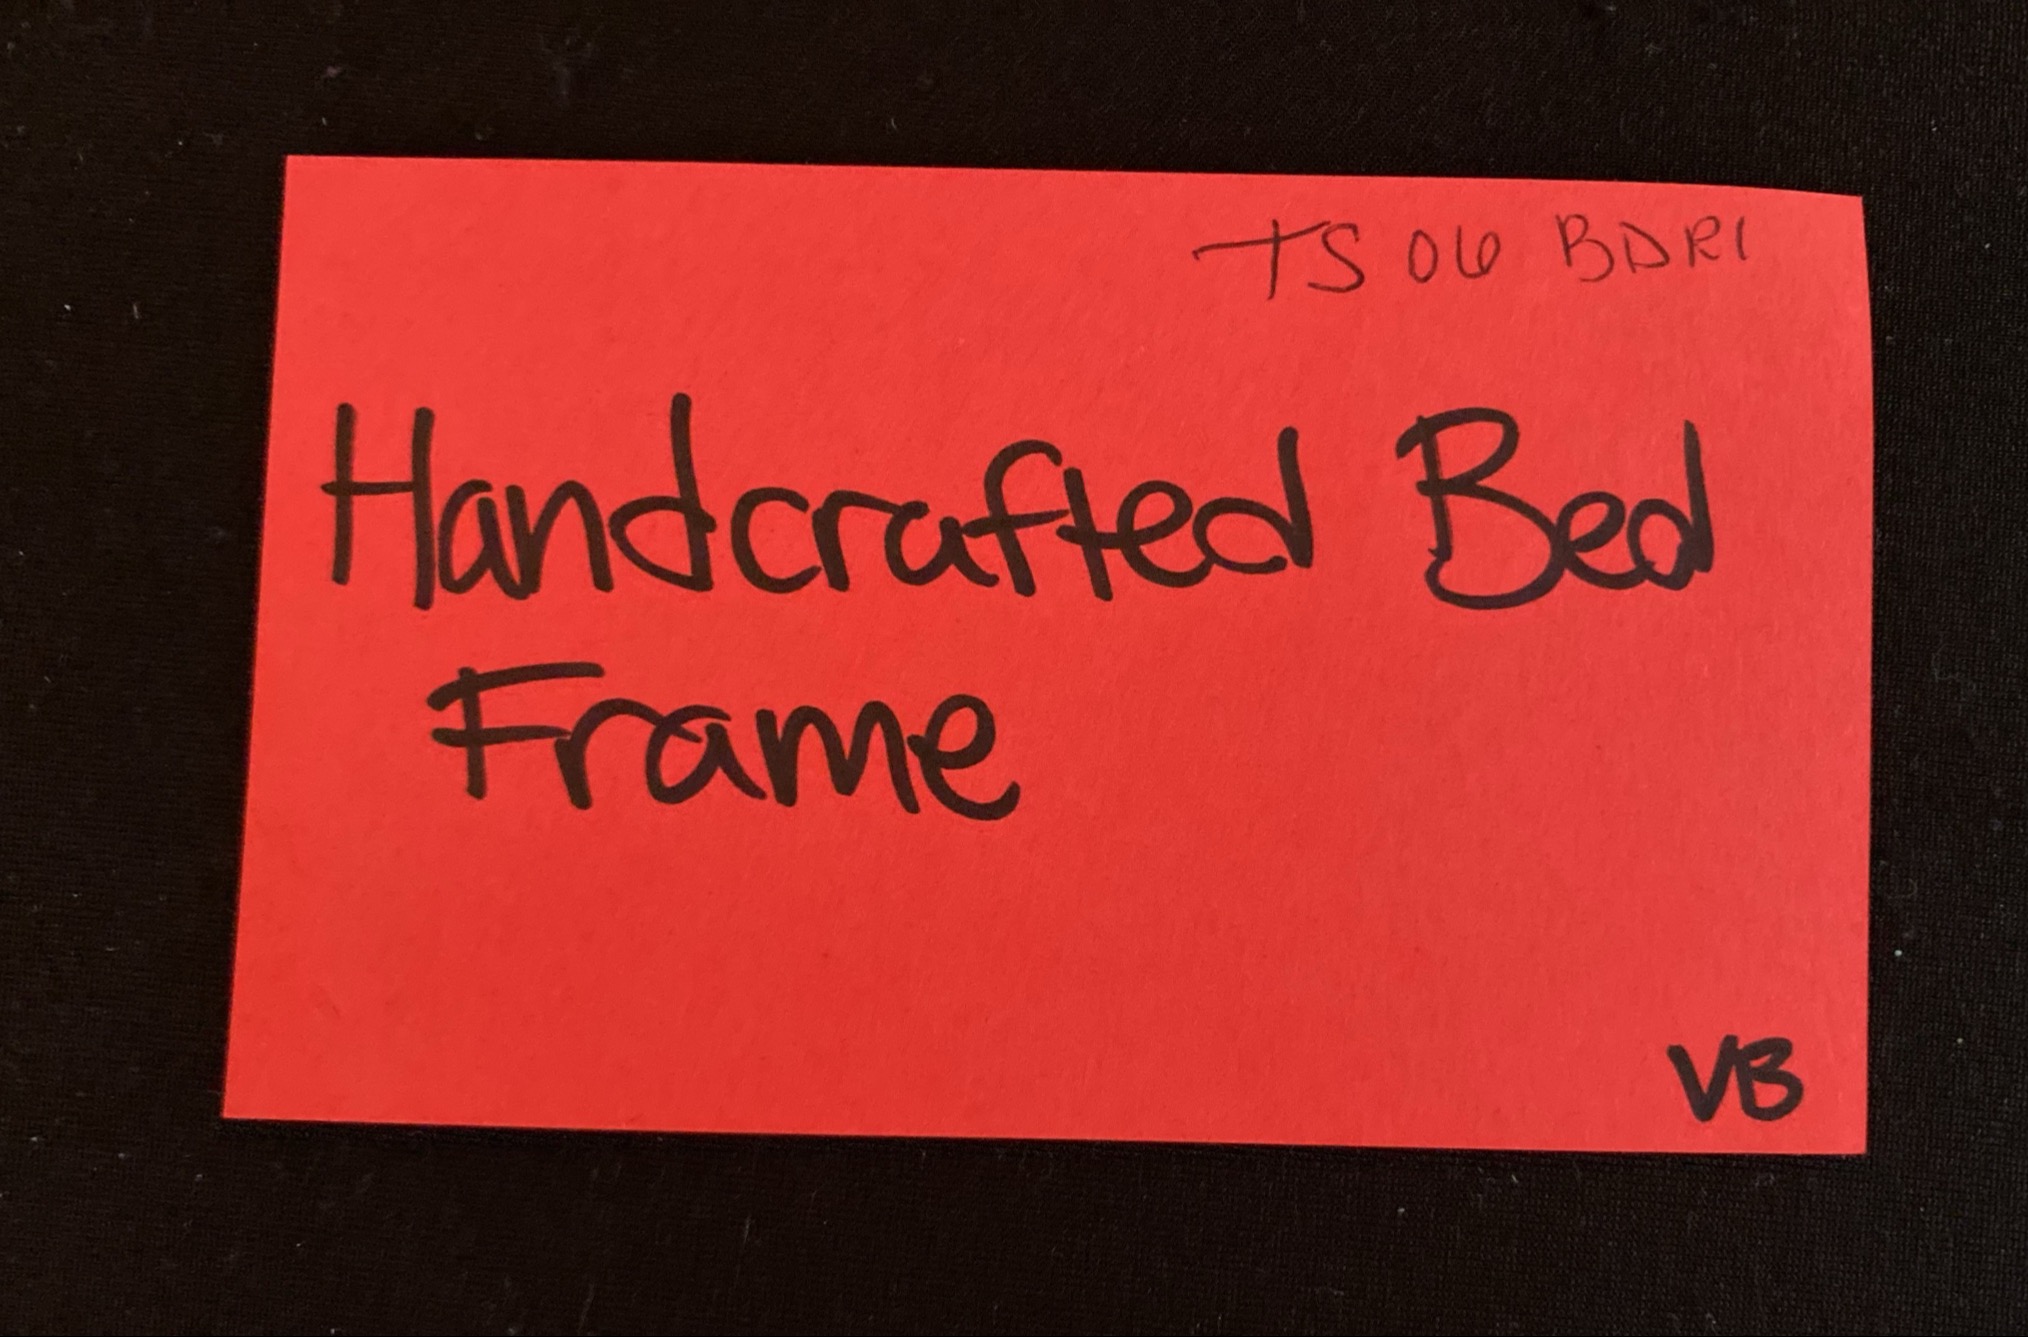 TS 06 BDR1
Handcrafted Bed
Frame
VB